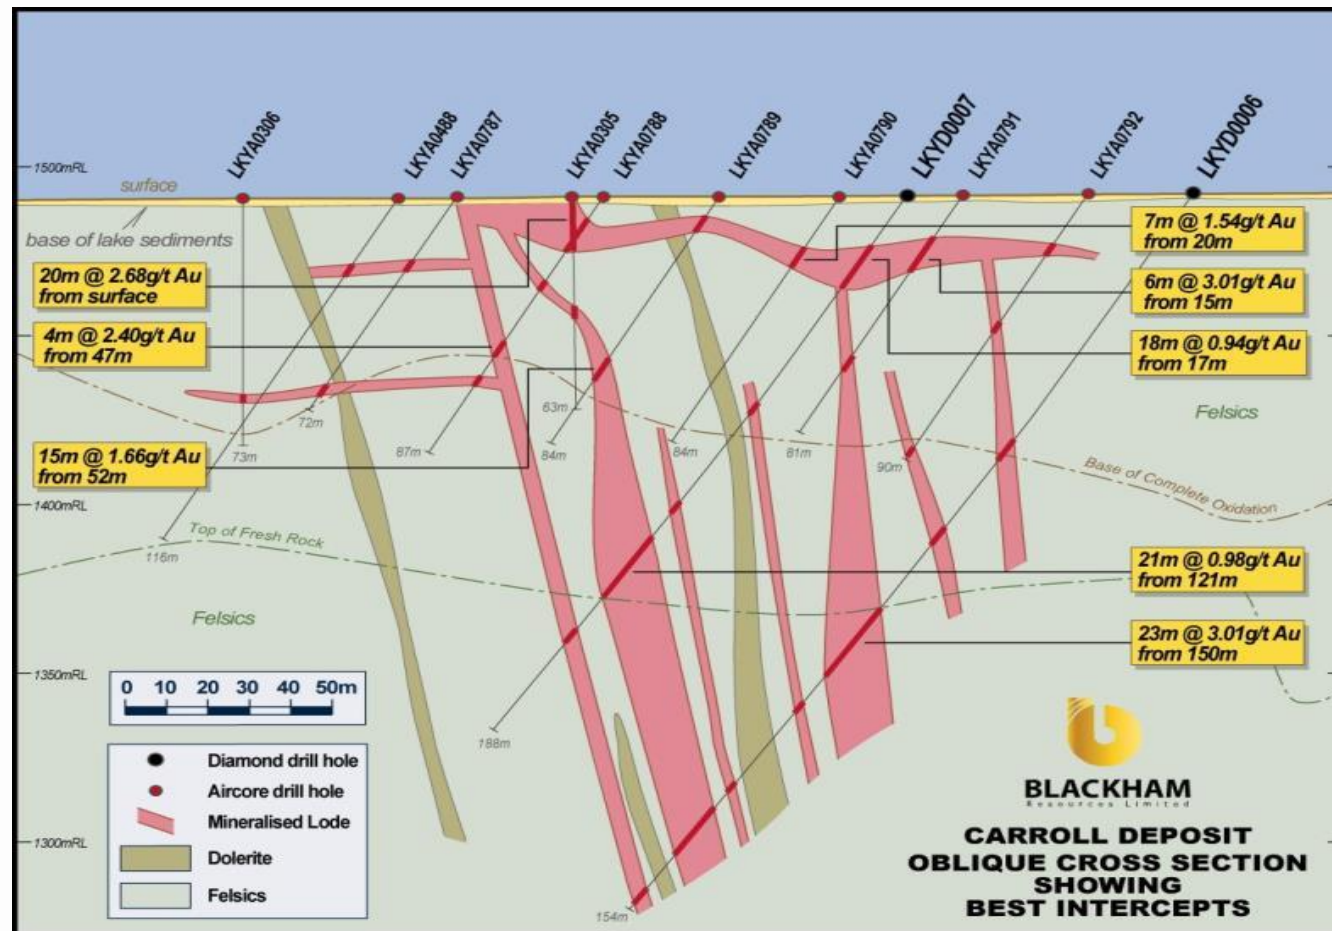 LKYA0306
LKYA0488
LKYA0787
LKYA0305
LKYA0788
LKYA0789
LKYA0790
LKYD0007
LKYA0791
LKYA0792
LKYD0006
1500mRL
surface
base of lake sediments
20m @ 2.68g/t Au
from surface
4m @ 2.40g/t Au
from 47m
15m @ 1.66g/t Au
from 52m
7m @ 1.54g/t Au
from 20m
6m @ 3.01g/t Au
from 15m
18m @ 0.94g/t Au
from 17m
Felsics
73m
72m
87m
63m
84m
84m
81m
90m
Base of Complete Oxidation
1400mRL
Top of Fresh Rock
116m
21m @ 0.98g/t Au
from 121m
Felsics
23m @ 3.01g/t Au
from 150m
1350mRL
0 10 20 30 40 50m
188m
Diamond drill hole
Aircore drill hole
Mineralised Lode
Dolerite
Felsics
1300mRL
154m
BLACKHAM
Resources Limited
CARROLL DEPOSIT
OBLIQUE CROSS SECTION
SHOWING
BEST INTERCEPTS